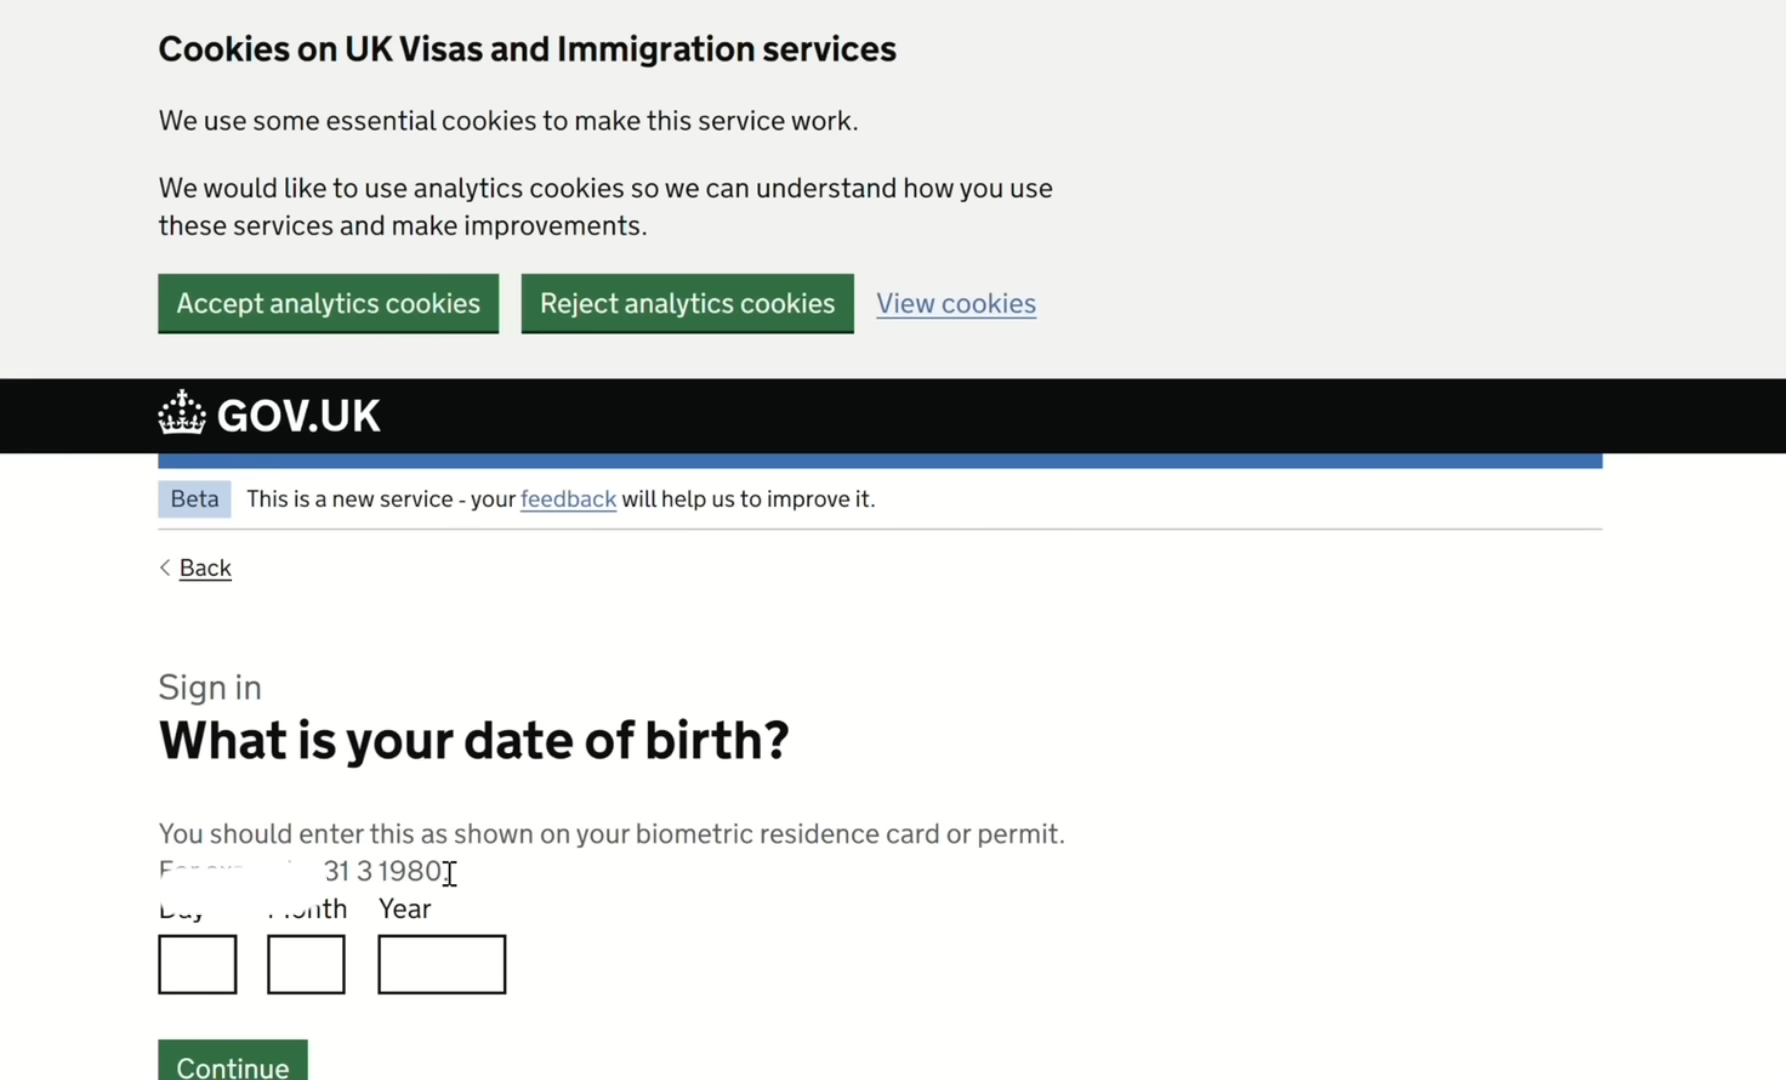 Cookies on UK Visas and Immigration services
We use some essential cookies to make this service work.
We would like to use analytics cookies so we can understand how you use
these services and make improvements.
Accept analytics cookies Reject analytics cookies View cookies
GOV.UK
Beta This is a new service - your feedback will help us to improve it.
Back
Sign in
What is your date of birth?
You should enter this as shown on your biometric residence card or permit.
31 3 1980
Year
Continue